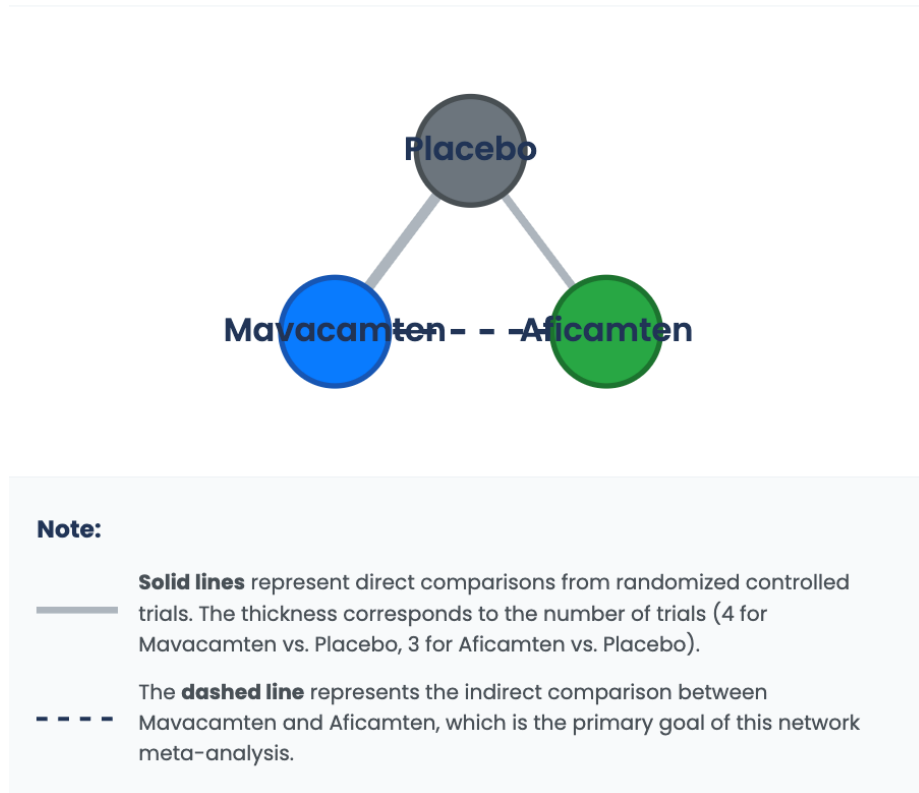 Placebo
Mavacamten
Aficamten
Note:
Solid lines represent direct comparisons from randomized controlled
trials. The thickness corresponds to the number of trials (4 for
Mavacamten vs. Placebo, 3 for Aficamten vs. Placebo).
The dashed line represents the indirect comparison between
Mavacamten and Aficamten, which is the primary goal of this network
meta-analysis.